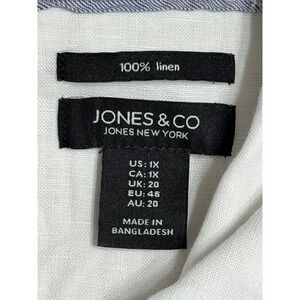 100% linen
JONES & CO
JONES NEW YORK
US: 1X
CA: 1X
UK: 20
EU: 46
AU: 20
MADE IN
BANGLADESH